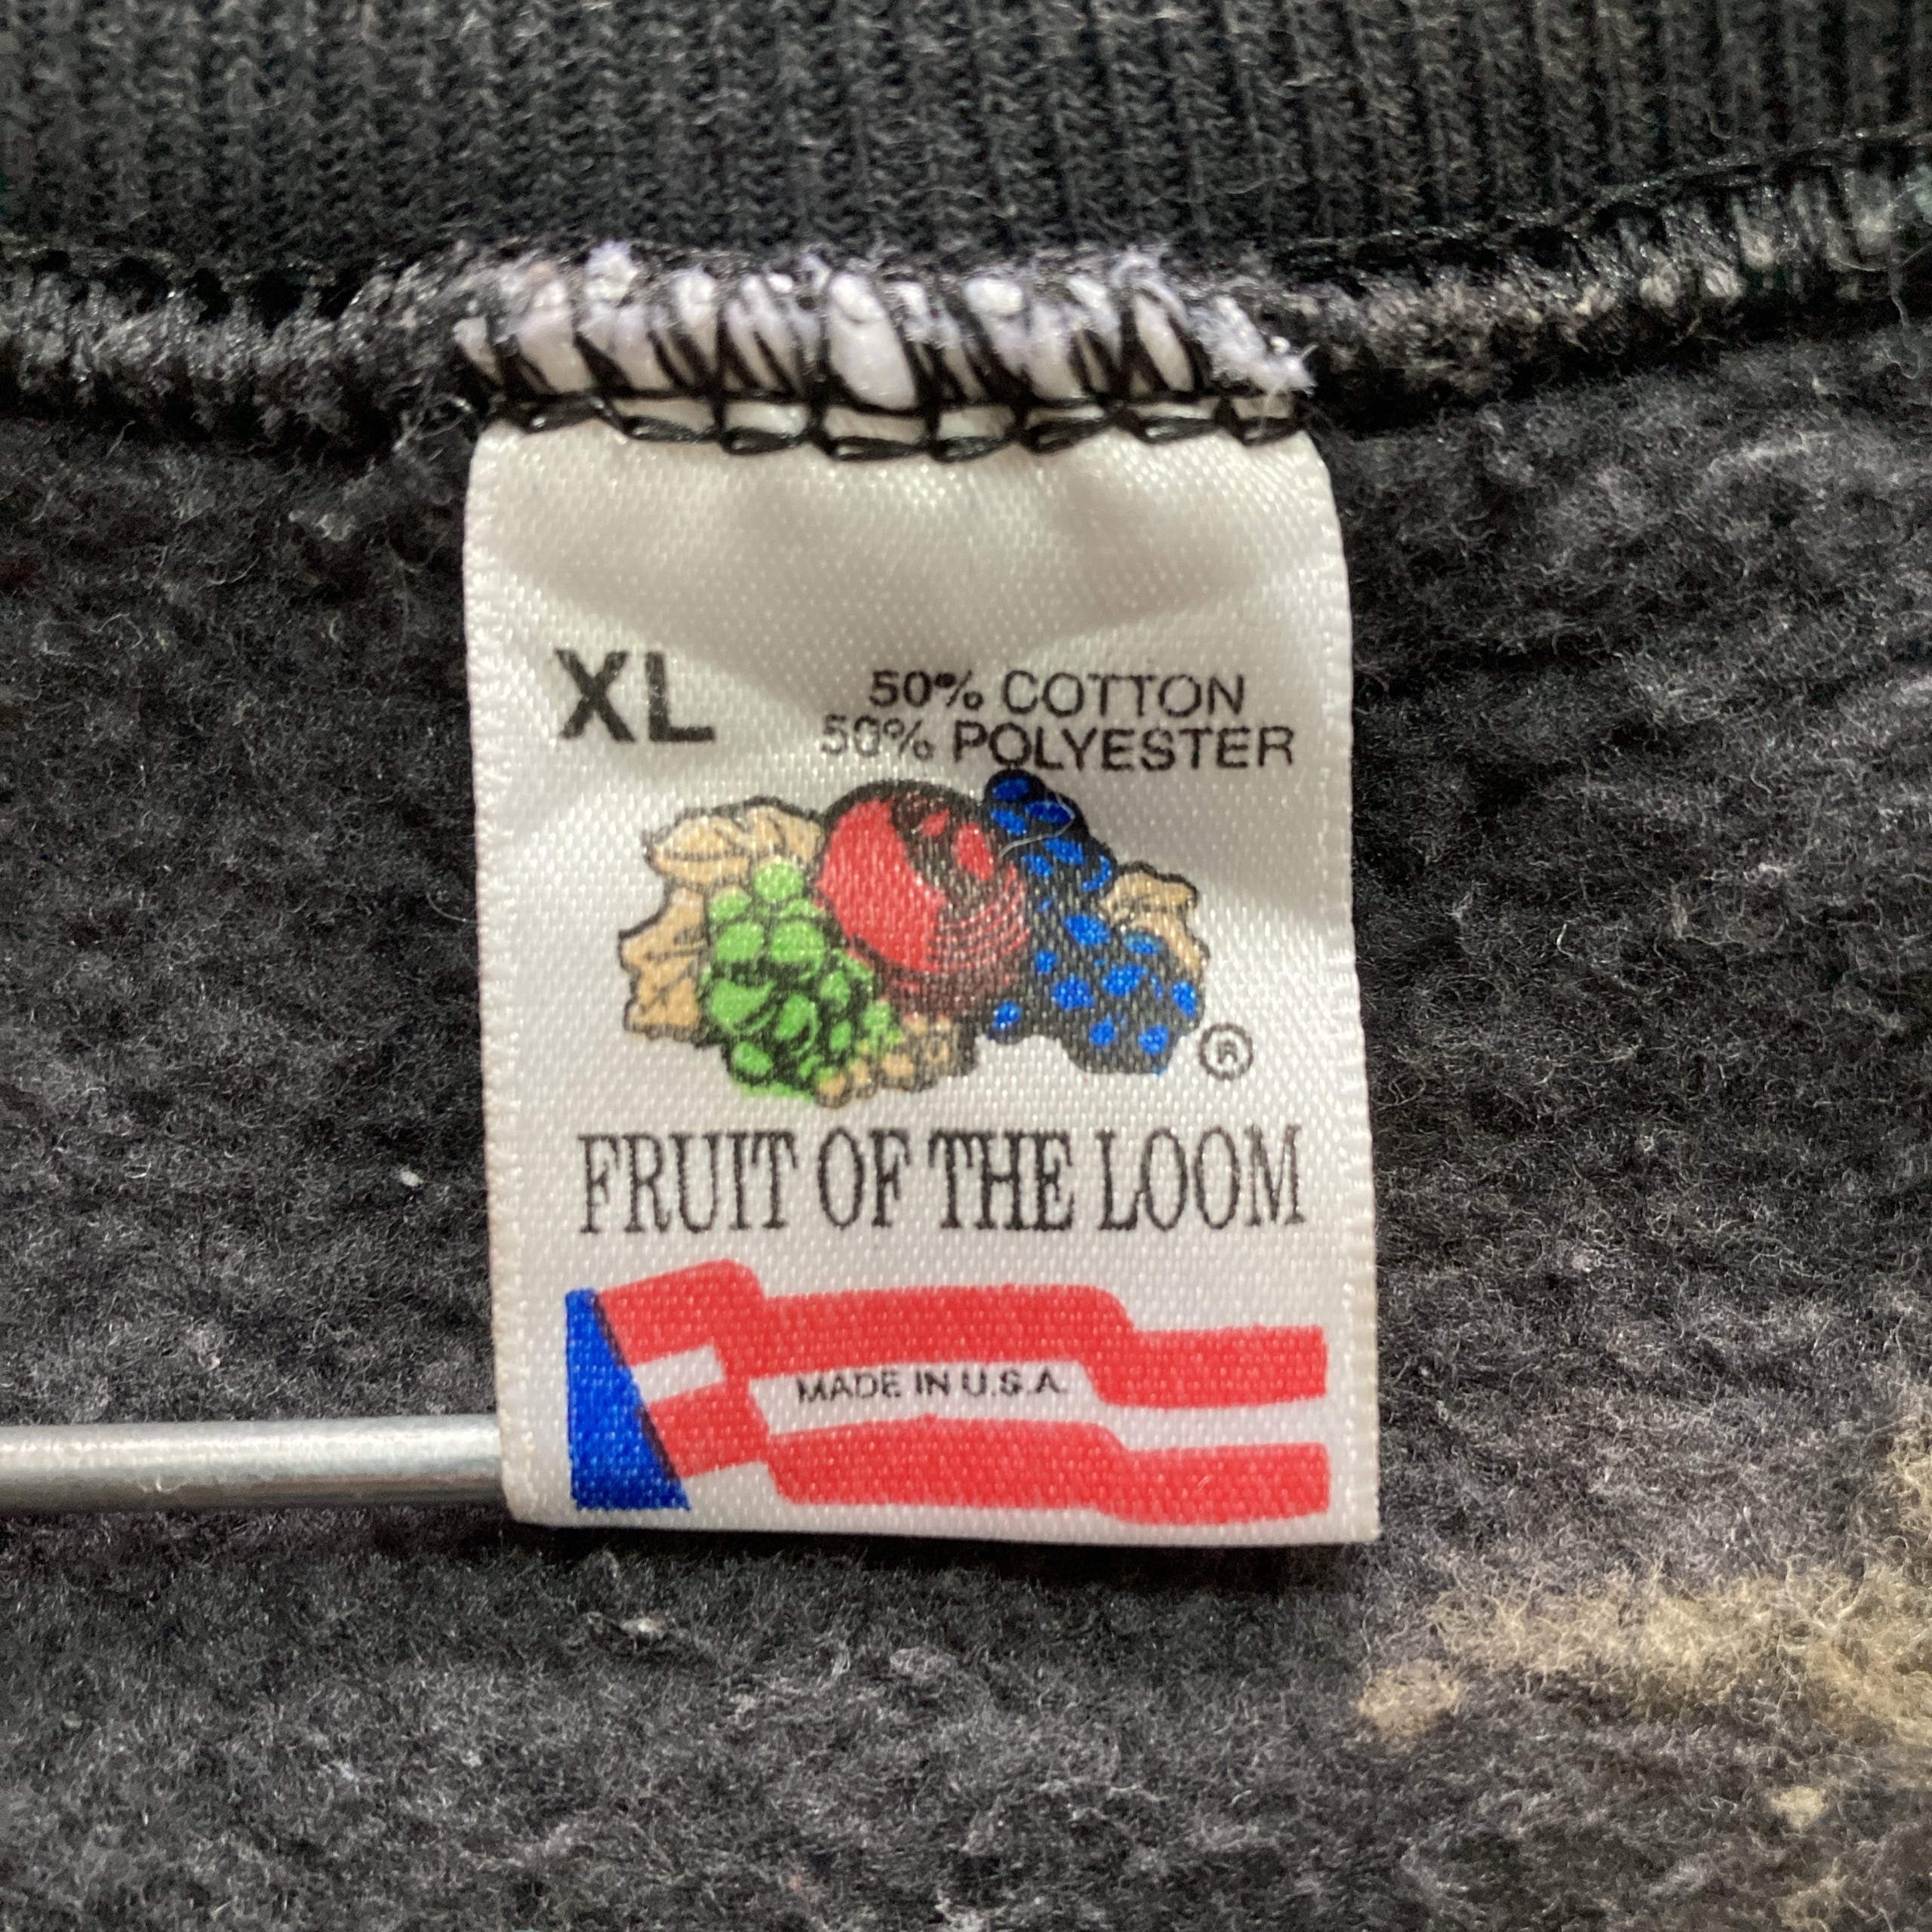 XL
50% COTTON
50% POLYESTER
®
FRUIT OF THE LOOM
MADE IN U.S.A.